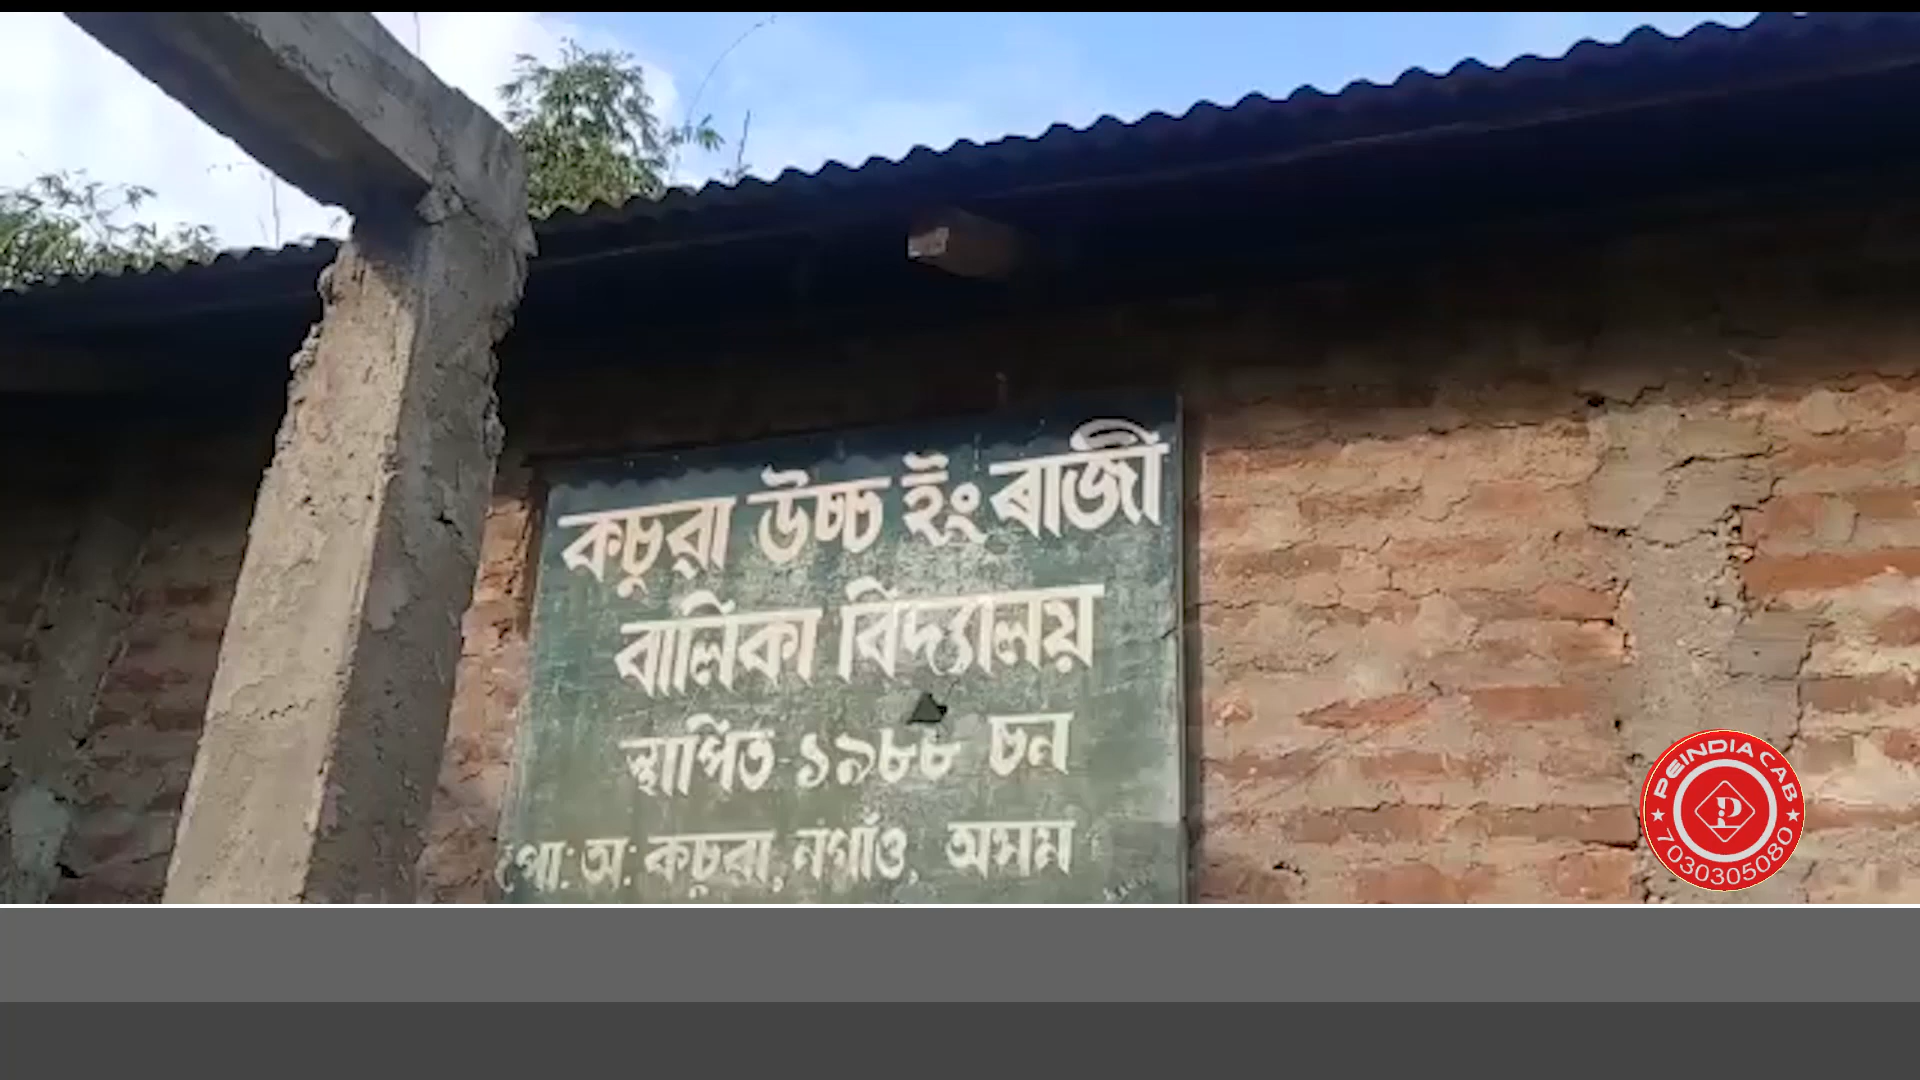 কচুৱা উচ্চ ইংৰাজী
বালিকা বিদ্যালয়
স্থাপিত ১৯৮৮ চন
পো: অ: কচুৱা, নগাঁও, অসম
PEINDIA CAB
7030305080